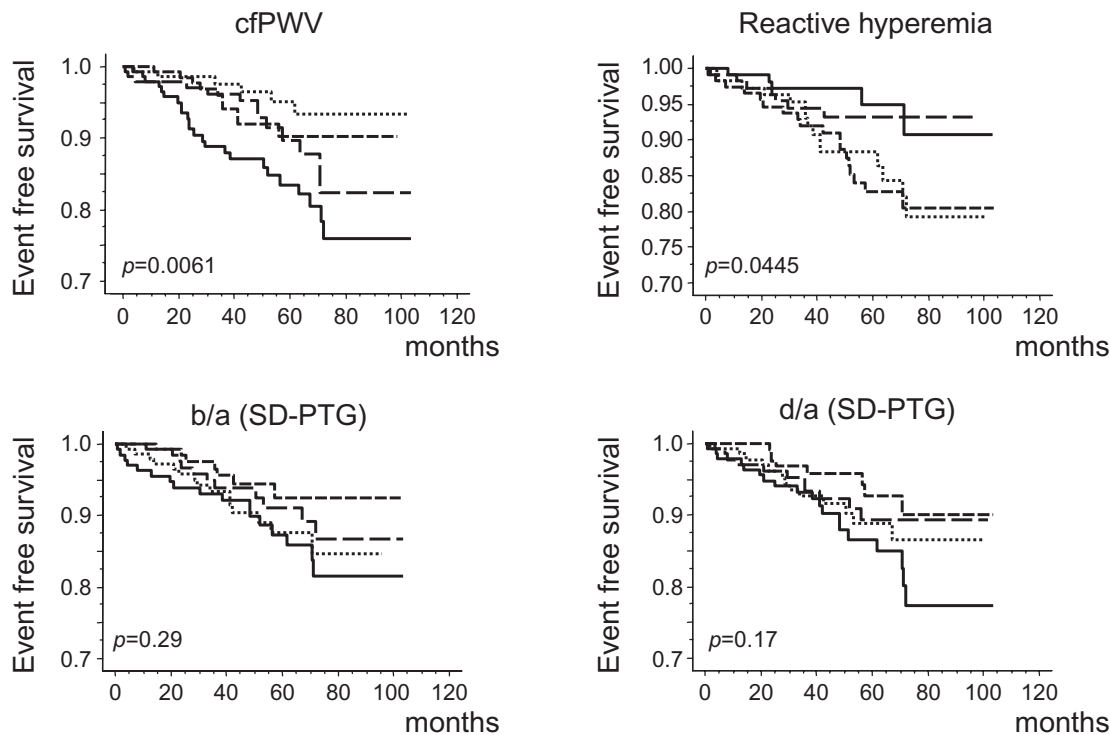 cfPWV
Event free survival
1.0
0.9
0.8
0.7
p=0.0061
0 20 40 60 80 100 120
months
Reactive hyperemia
Event free survival
1.00
0.95
0.90
0.85
0.80
0.75
0.70
p=0.0445
0 20 40 60 80 100 120
months
b/a (SD-PTG)
Event free survival
1.0
0.9
0.8
0.7
p=0.29
0 20 40 60 80 100 120
months
d/a (SD-PTG)
Event free survival
1.0
0.9
0.8
0.7
p=0.17
0 20 40 60 80 100 120
months